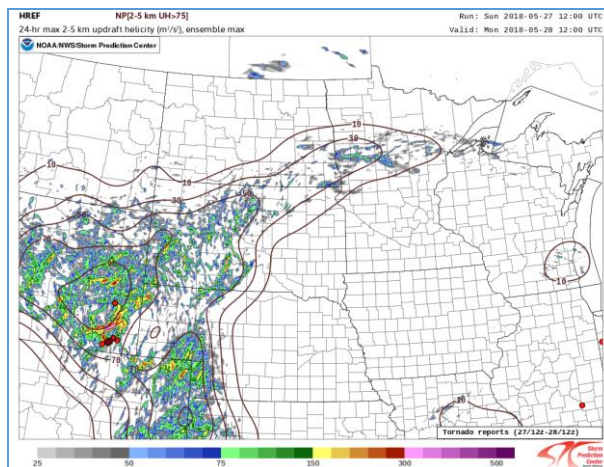 HREF NP[2-5 km UH>75] Run: Sun 2018-05-27 12:00 UTC
24-hr max 2-5 km updraft helicity (m²/s²), ensemble max Valid: Mon 2018-05-28 12:00 UTC
NOAA/NWS/Storm Prediction Center
10
30
10
10
30
50
10
70
70
10
Tornado reports (27/12z-28/12z)
25 50 75 150 300 500
Storm
Prediction
Center